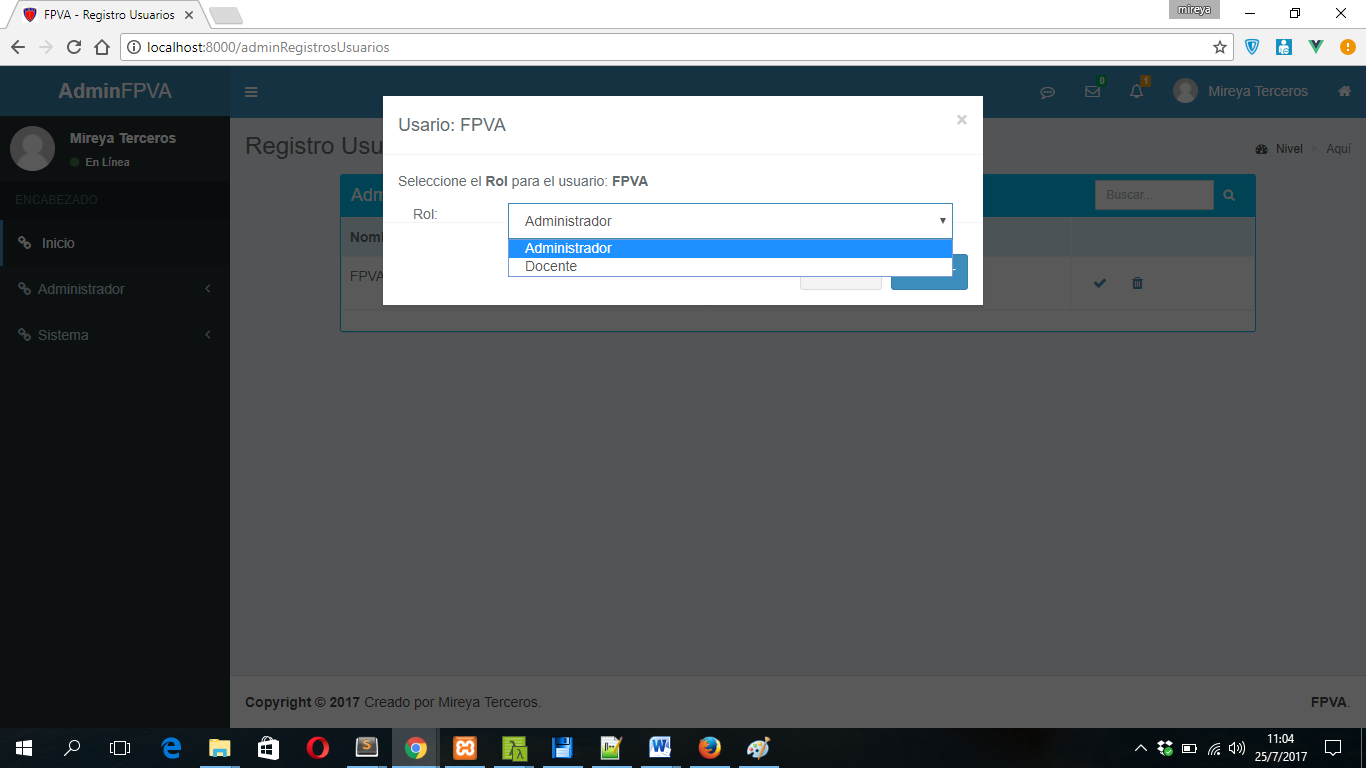 FPVA - Registro Usuarios
mireya
localhost:8000/adminRegistrosUsuarios
AdminFPVA
0
1
Mireya Terceros
Mireya Terceros
En Línea
ENCABEZADO
Inicio
Administrador
Sistema
Registro Usu
Nivel > Aquí
Adm
Buscar...
Nom
FPVA
Usario: FPVA
×
Seleccione el Rol para el usuario: FPVA
Rol:
Administrador
Administrador
Docente
Copyright © 2017 Creado por Mireya Terceros.
FPVA.
11:04
25/7/2017